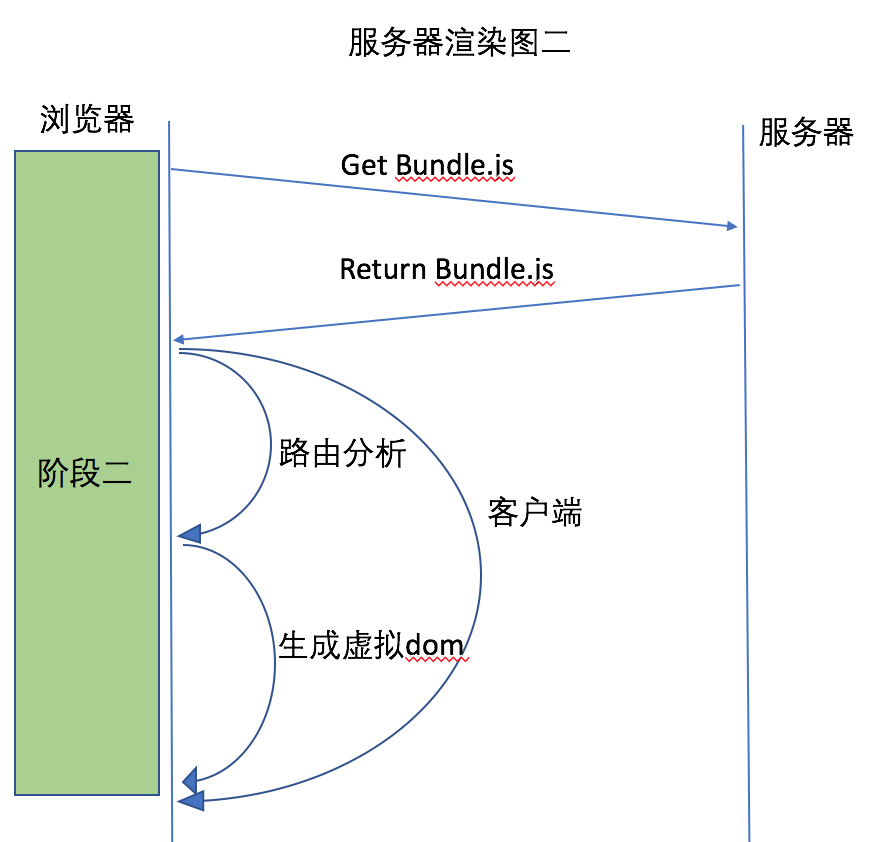 服务器渲染图二
浏览器
服务器
Get Bundle.js
Return Bundle.js
路由分析
阶段二
客户端
生成虚拟dom